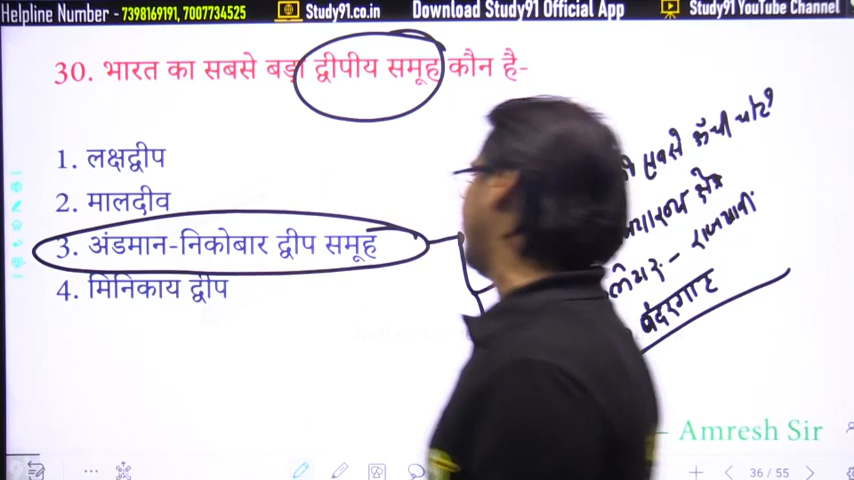 Helpline Number - 7398169191, 7007734525 Study91.co.in Download Study91 Official App Study91 YouTube Channel
30. भारत का सबसे बड़ा द्वीपीय समूह कौन है-
1. लक्षद्वीप
2. मालदीव
3. अंडमान-निकोबार द्वीप समूह
4. मिनिकाय द्वीप
सबसे ऊँची चोटी
क्षेत्र
राजधानी
बंदरगाह
- Amresh Sir
36 / 55